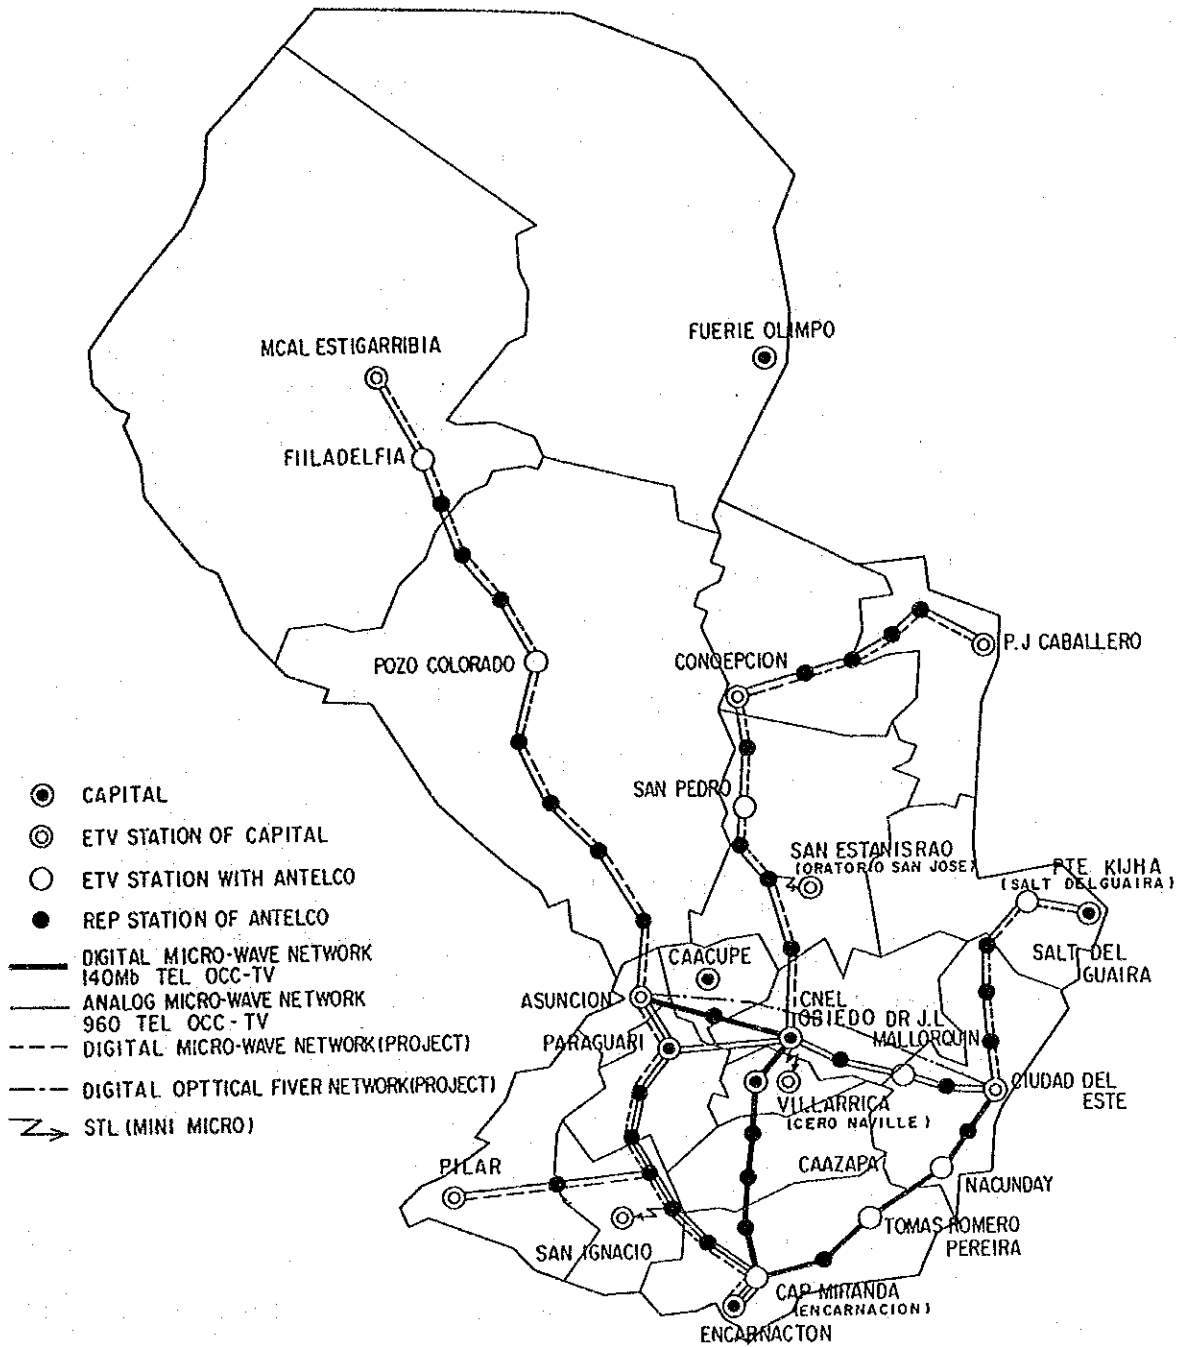 FUERIE OLIMPO
MCAL ESTIGARRIBIA
FIILADELFIA
POZO COLORADO
CONOEPCION
P.J CABALLERO
SAN PEDRO
SAN ESTANISRAO
(ORATORIO SAN JOSE)
PTE. KIJHA
(SALT DELGUAIRA)
SALT DEL
GUAIRA
CAACUPE
ASUNCION
CNEL
OBIEDO
DR J.L
MALLORQUIN
PARAGUARI
CIUDAD DEL
ESTE
VILLARRICA
(CERO NAVILLE)
CAAZAPA
PILAR
NACUNDAY
SAN IGNACIO
TOMAS ROMERO
PEREIRA
CAP MIRANDA
(ENCARNACION)
ENCARNACTON
CAPITAL
ETV STATION OF CAPITAL
ETV STATION WITH ANTELCO
REP STATION OF ANTELCO
DIGITAL MICRO-WAVE NETWORK
140Mb TEL OCC-TV
ANALOG MICRO-WAVE NETWORK
960 TEL OCC-TV
DIGITAL MICRO-WAVE NETWORK(PROJECT)
DIGITAL OPTTICAL FIVER NETWORK(PROJECT)
STL (MINI MICRO)